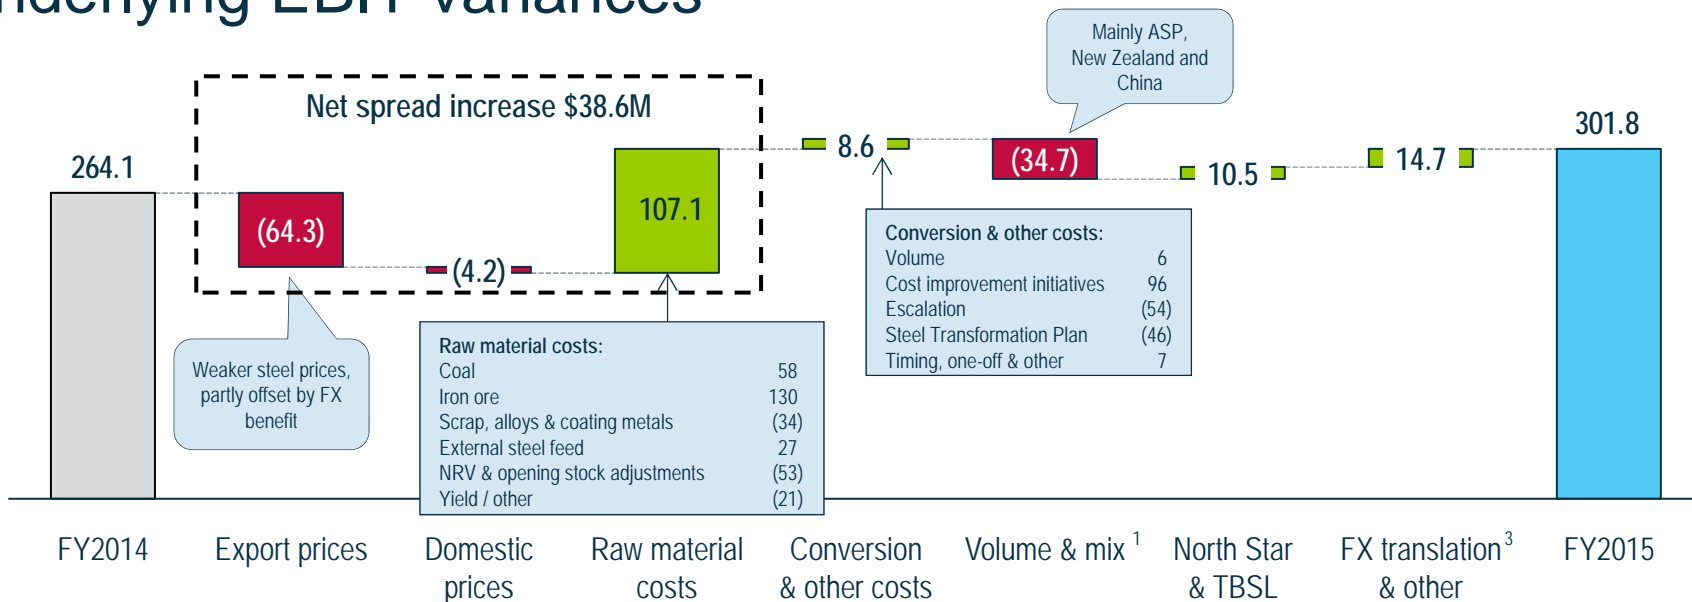 nderlying EBIT variances
Mainly ASP,
New Zealand and
China
Net spread increase $38.6M
264.1
(64.3)
(4.2)
107.1
8.6
(34.7)
10.5
14.7
301.8
Weaker steel prices,
partly offset by FX
benefit
Raw material costs:
Coal 58
Iron ore 130
Scrap, alloys & coating metals (34)
External steel feed 27
NRV & opening stock adjustments (53)
Yield / other (21)
Conversion & other costs:
Volume 6
Cost improvement initiatives 96
Escalation (54)
Steel Transformation Plan (46)
Timing, one-off & other 7
FY2014
Export prices
Domestic
prices
Raw material
costs
Conversion
& other costs
Volume & mix 1
North Star
& TBSL
FX translation 3
& other
FY2015